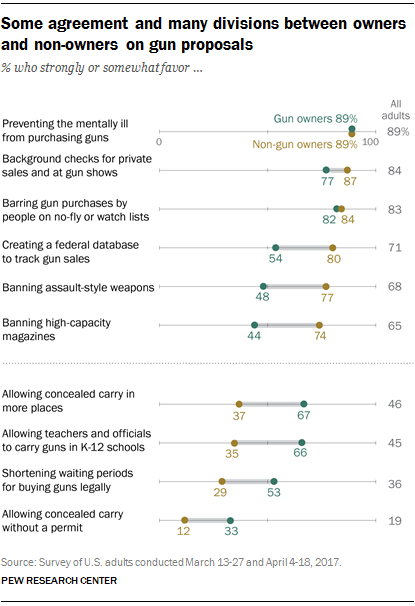 Some agreement and many divisions between owners
and non-owners on gun proposals
% who strongly or somewhat favor ...
All
adults
Gun owners 89%
Preventing the mentally ill
from purchasing guns
89%
0
100
Non-gun owners 89%
Background checks for private
sales and at gun shows
77
87
84
Barring gun purchases by
people on no-fly or watch lists
82
84
83
Creating a federal database
to track gun sales
54
80
71
Banning assault-style weapons
48
77
68
Banning high-capacity
magazines
44
74
65
Allowing concealed carry in
more places
37
67
46
Allowing teachers and officials
to carry guns in K-12 schools
35
66
45
Shortening waiting periods
for buying guns legally
29
53
36
Allowing concealed carry
without a permit
12
33
19
Source: Survey of U.S. adults conducted March 13-27 and April 4-18, 2017.
PEW RESEARCH CENTER